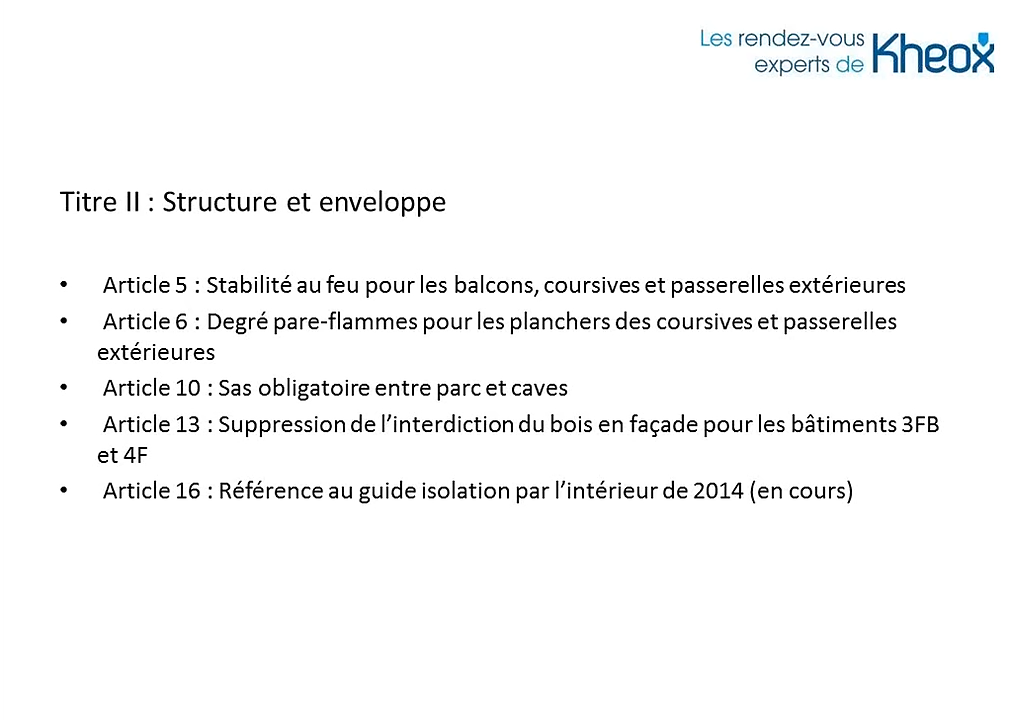 Les rendez-vous
experts de Kheox
Titre II : Structure et enveloppe
• Article 5 : Stabilité au feu pour les balcons, coursives et passerelles extérieures
• Article 6 : Degré pare-flammes pour les planchers des coursives et passerelles
extérieures
• Article 10 : Sas obligatoire entre parc et caves
• Article 13 : Suppression de l’interdiction du bois en façade pour les bâtiments 3FB
et 4F
• Article 16 : Référence au guide isolation par l’intérieur de 2014 (en cours)